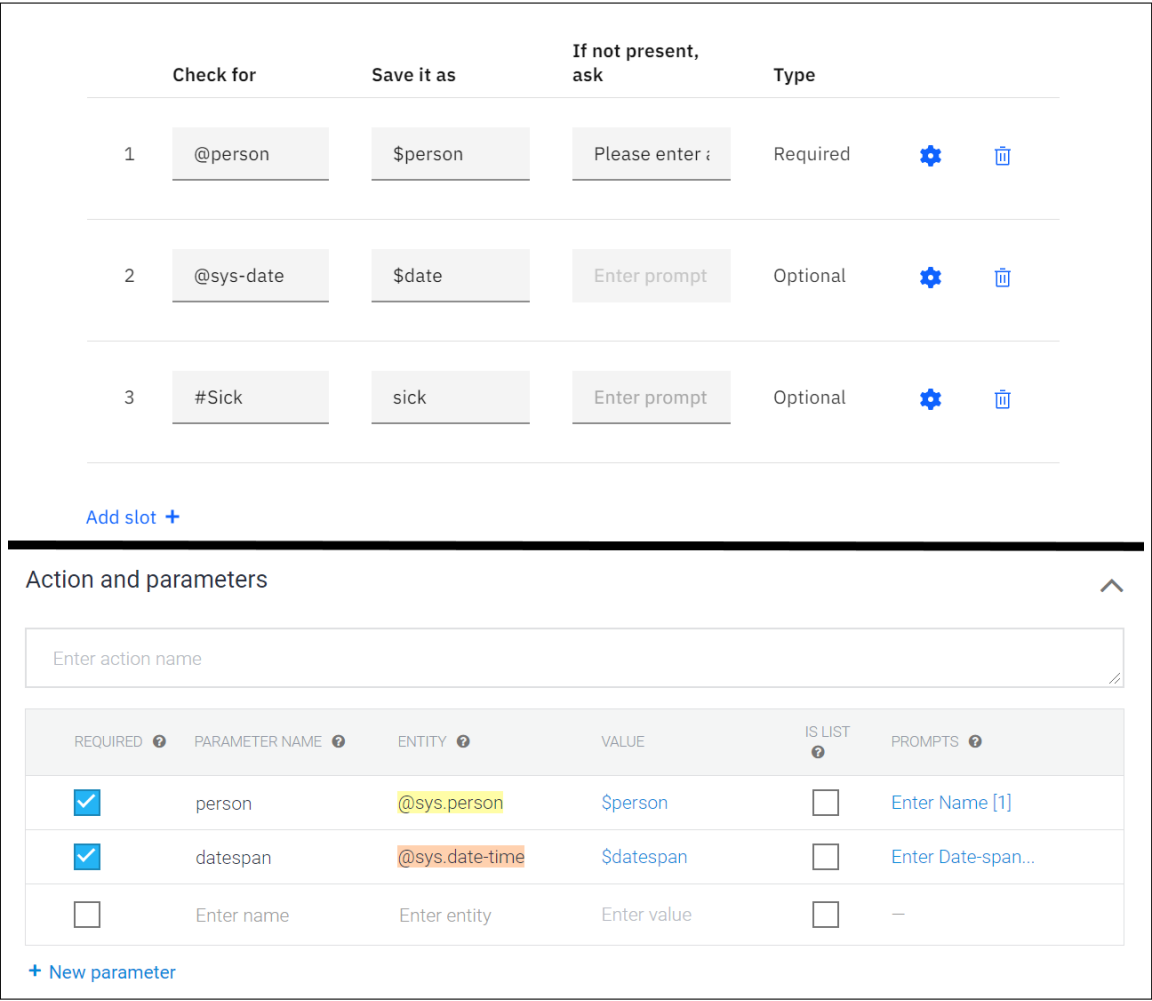 Check for
Save it as
If not present,
ask
Type
1 @person $person Please enter Required
2 @sys-date $date Enter prompt Optional
3 #Sick sick Enter prompt Optional
Add slot +
Action and parameters
Enter action name
REQUIRED ? PARAMETER NAME ? ENTITY ? VALUE IS LIST ? PROMPTS ?
person @sys.person $person Enter Name [1]
datespan @sys.date-time $datespan Enter Date-span...
Enter name Enter entity Enter value —
+ New parameter